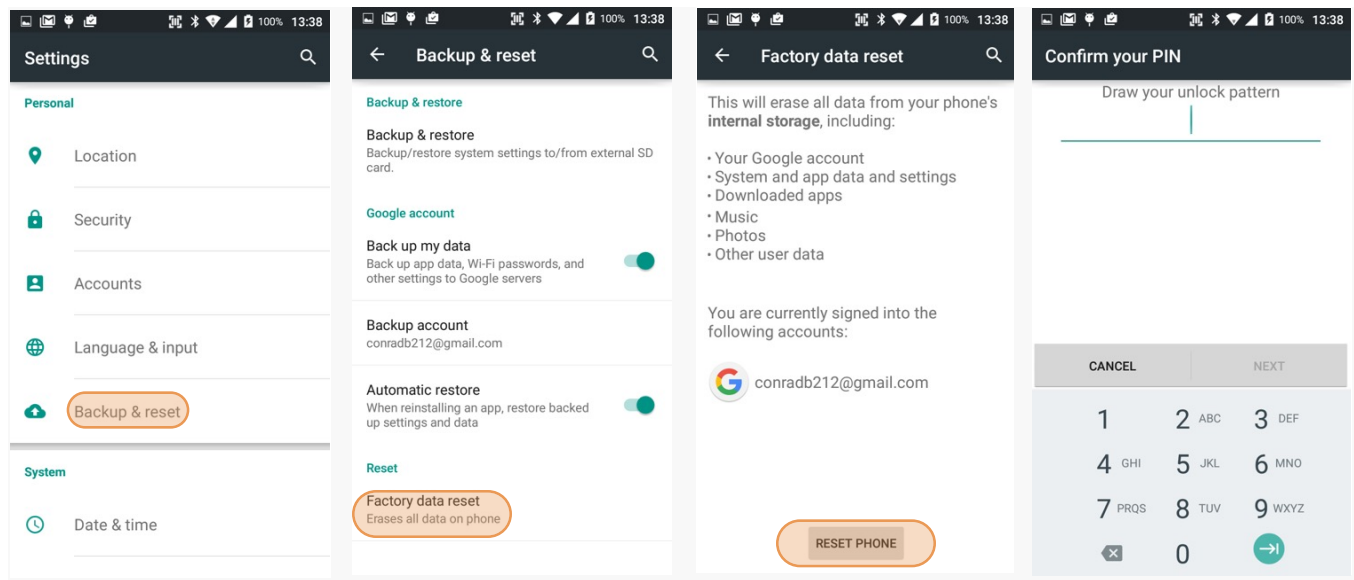 100% 13:38
Settings
Personal
Location
Security
Accounts
Language & input
Backup & reset
System
Date & time
100% 13:38
Backup & reset
Backup & restore
Backup & restore
Backup/restore system settings to/from external SD
card.
Google account
Back up my data
Back up app data, Wi-Fi passwords, and
other settings to Google servers
Backup account
conradb212@gmail.com
Automatic restore
When reinstalling an app, restore backed
up settings and data
Reset
Factory data reset
Erases all data on phone
100% 13:38
Factory data reset
This will erase all data from your phone's
internal storage, including:
• Your Google account
• System and app data and settings
• Downloaded apps
• Music
• Photos
• Other user data
You are currently signed into the
following accounts:
G conradb212@gmail.com
RESET PHONE
100% 13:38
Confirm your PIN
Draw your unlock pattern
CANCEL NEXT
1 2 ABC 3 DEF
4 GHI 5 JKL 6 MNO
7 PRQS 8 TUV 9 WXYZ
0